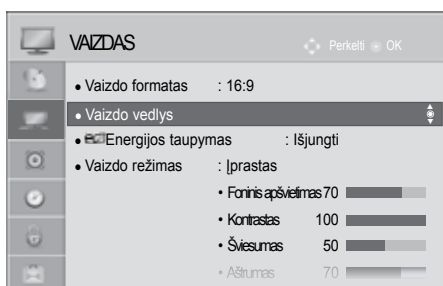 VAIZDAS Perkelti OK
• Vaizdo formatas : 16:9
• Vaizdo vedlys
• Energijos taupymas : Išjungti
• Vaizdo režimas : Įprastas
• Foninis apšvietimas 70
• Kontrastas 100
• Šviesumas 50
• Aštrumas 70